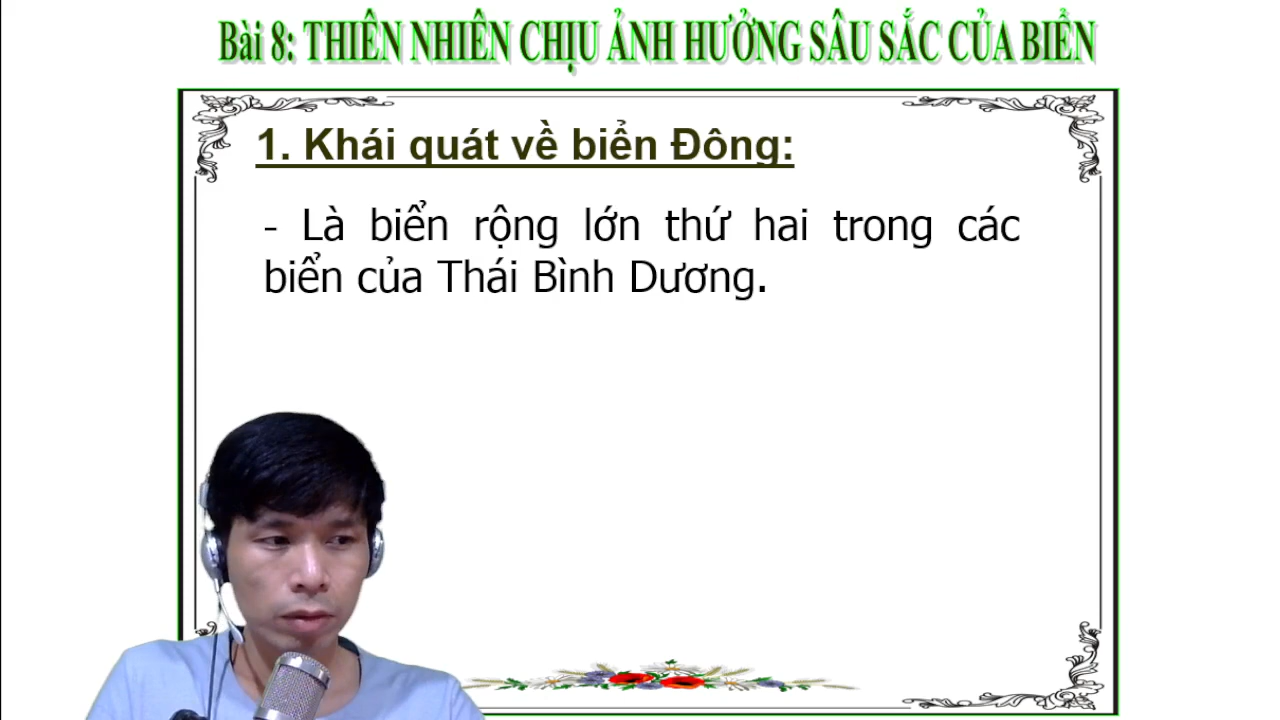 Bài 8: THIÊN NHIÊN CHỊU ẢNH HƯỞNG SÂU SẮC CỦA BIỂN
1. Khái quát về biển Đông:
- Là biển rộng lớn thứ hai trong các
biển của Thái Bình Dương.